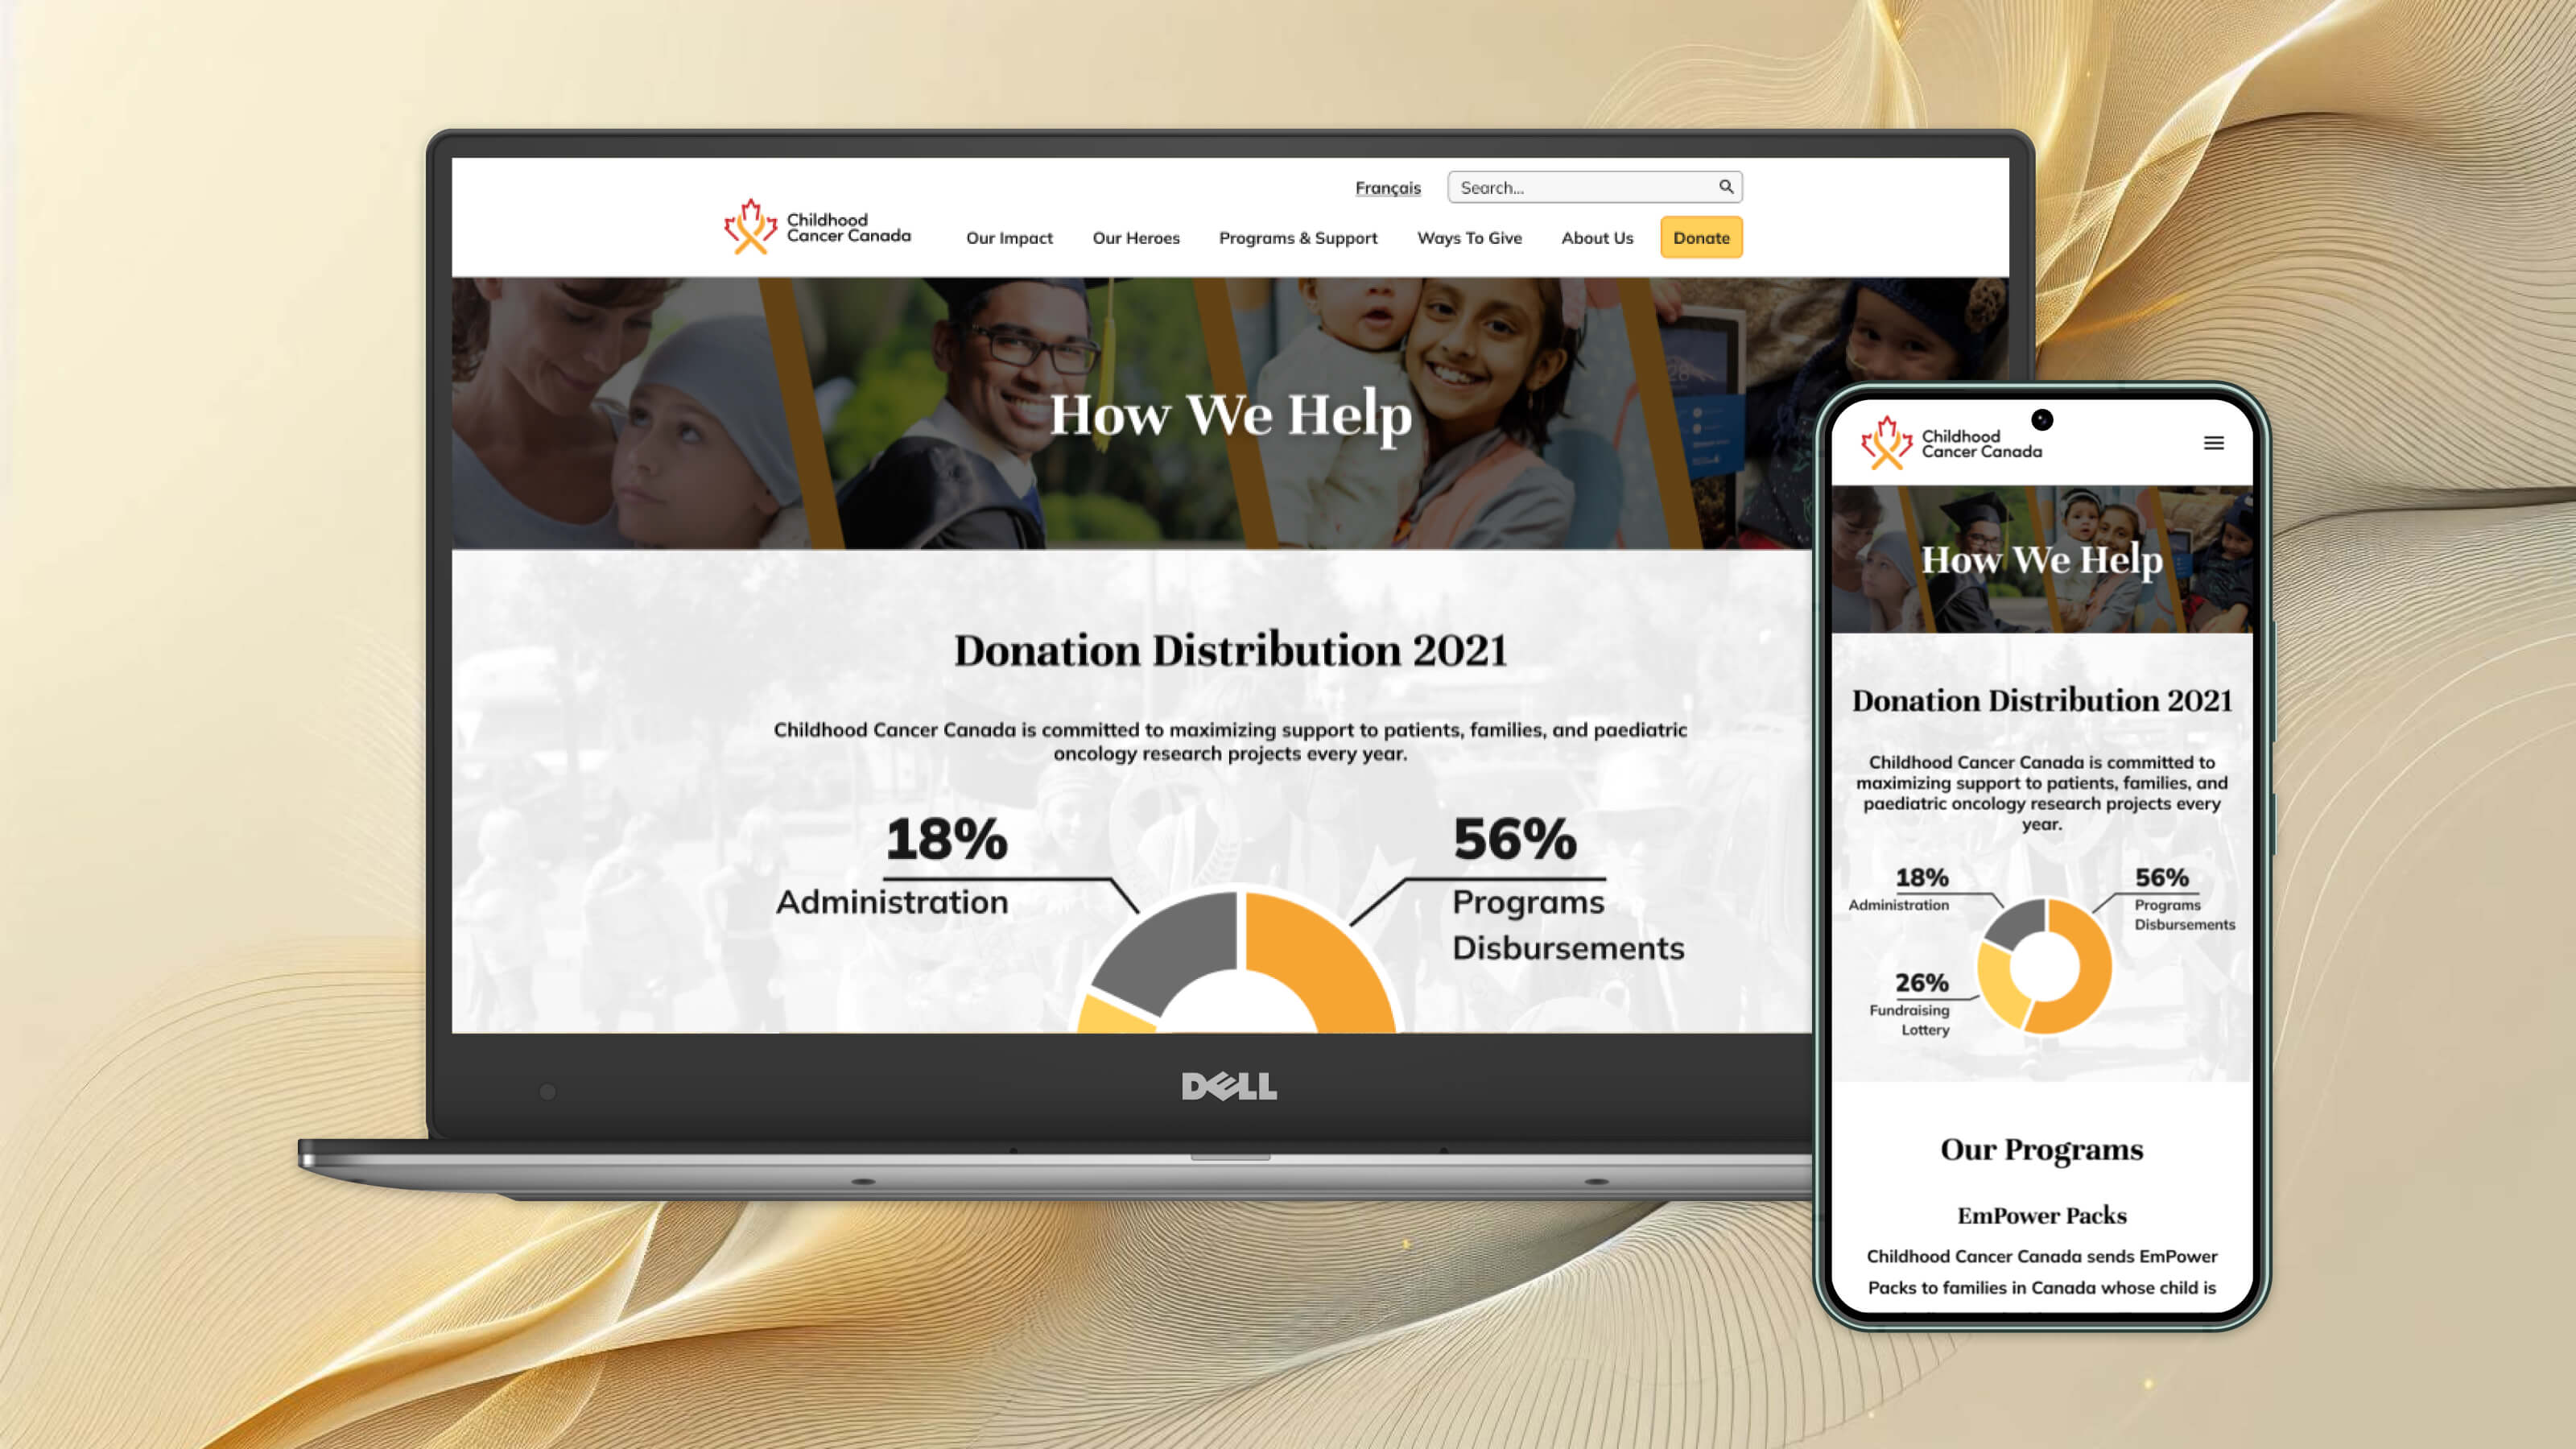 Français
Search...
Childhood
Cancer Canada
Our Impact
Our Heroes
Programs & Support
Ways To Give
About Us
Donate
How We Help
Donation Distribution 2021
Childhood Cancer Canada is committed to maximizing support to patients, families, and paediatric
oncology research projects every year.
18%
Administration
56%
Programs
Disbursements
DELL
Childhood
Cancer Canada
How We Help
Donation Distribution 2021
Childhood Cancer Canada is committed to
maximizing support to patients, families, and
paediatric oncology research projects every
year.
18%
Administration
56%
Programs
Disbursements
26%
Fundraising
Lottery
Our Programs
EmPower Packs
Childhood Cancer Canada sends EmPower
Packs to families in Canada whose child is